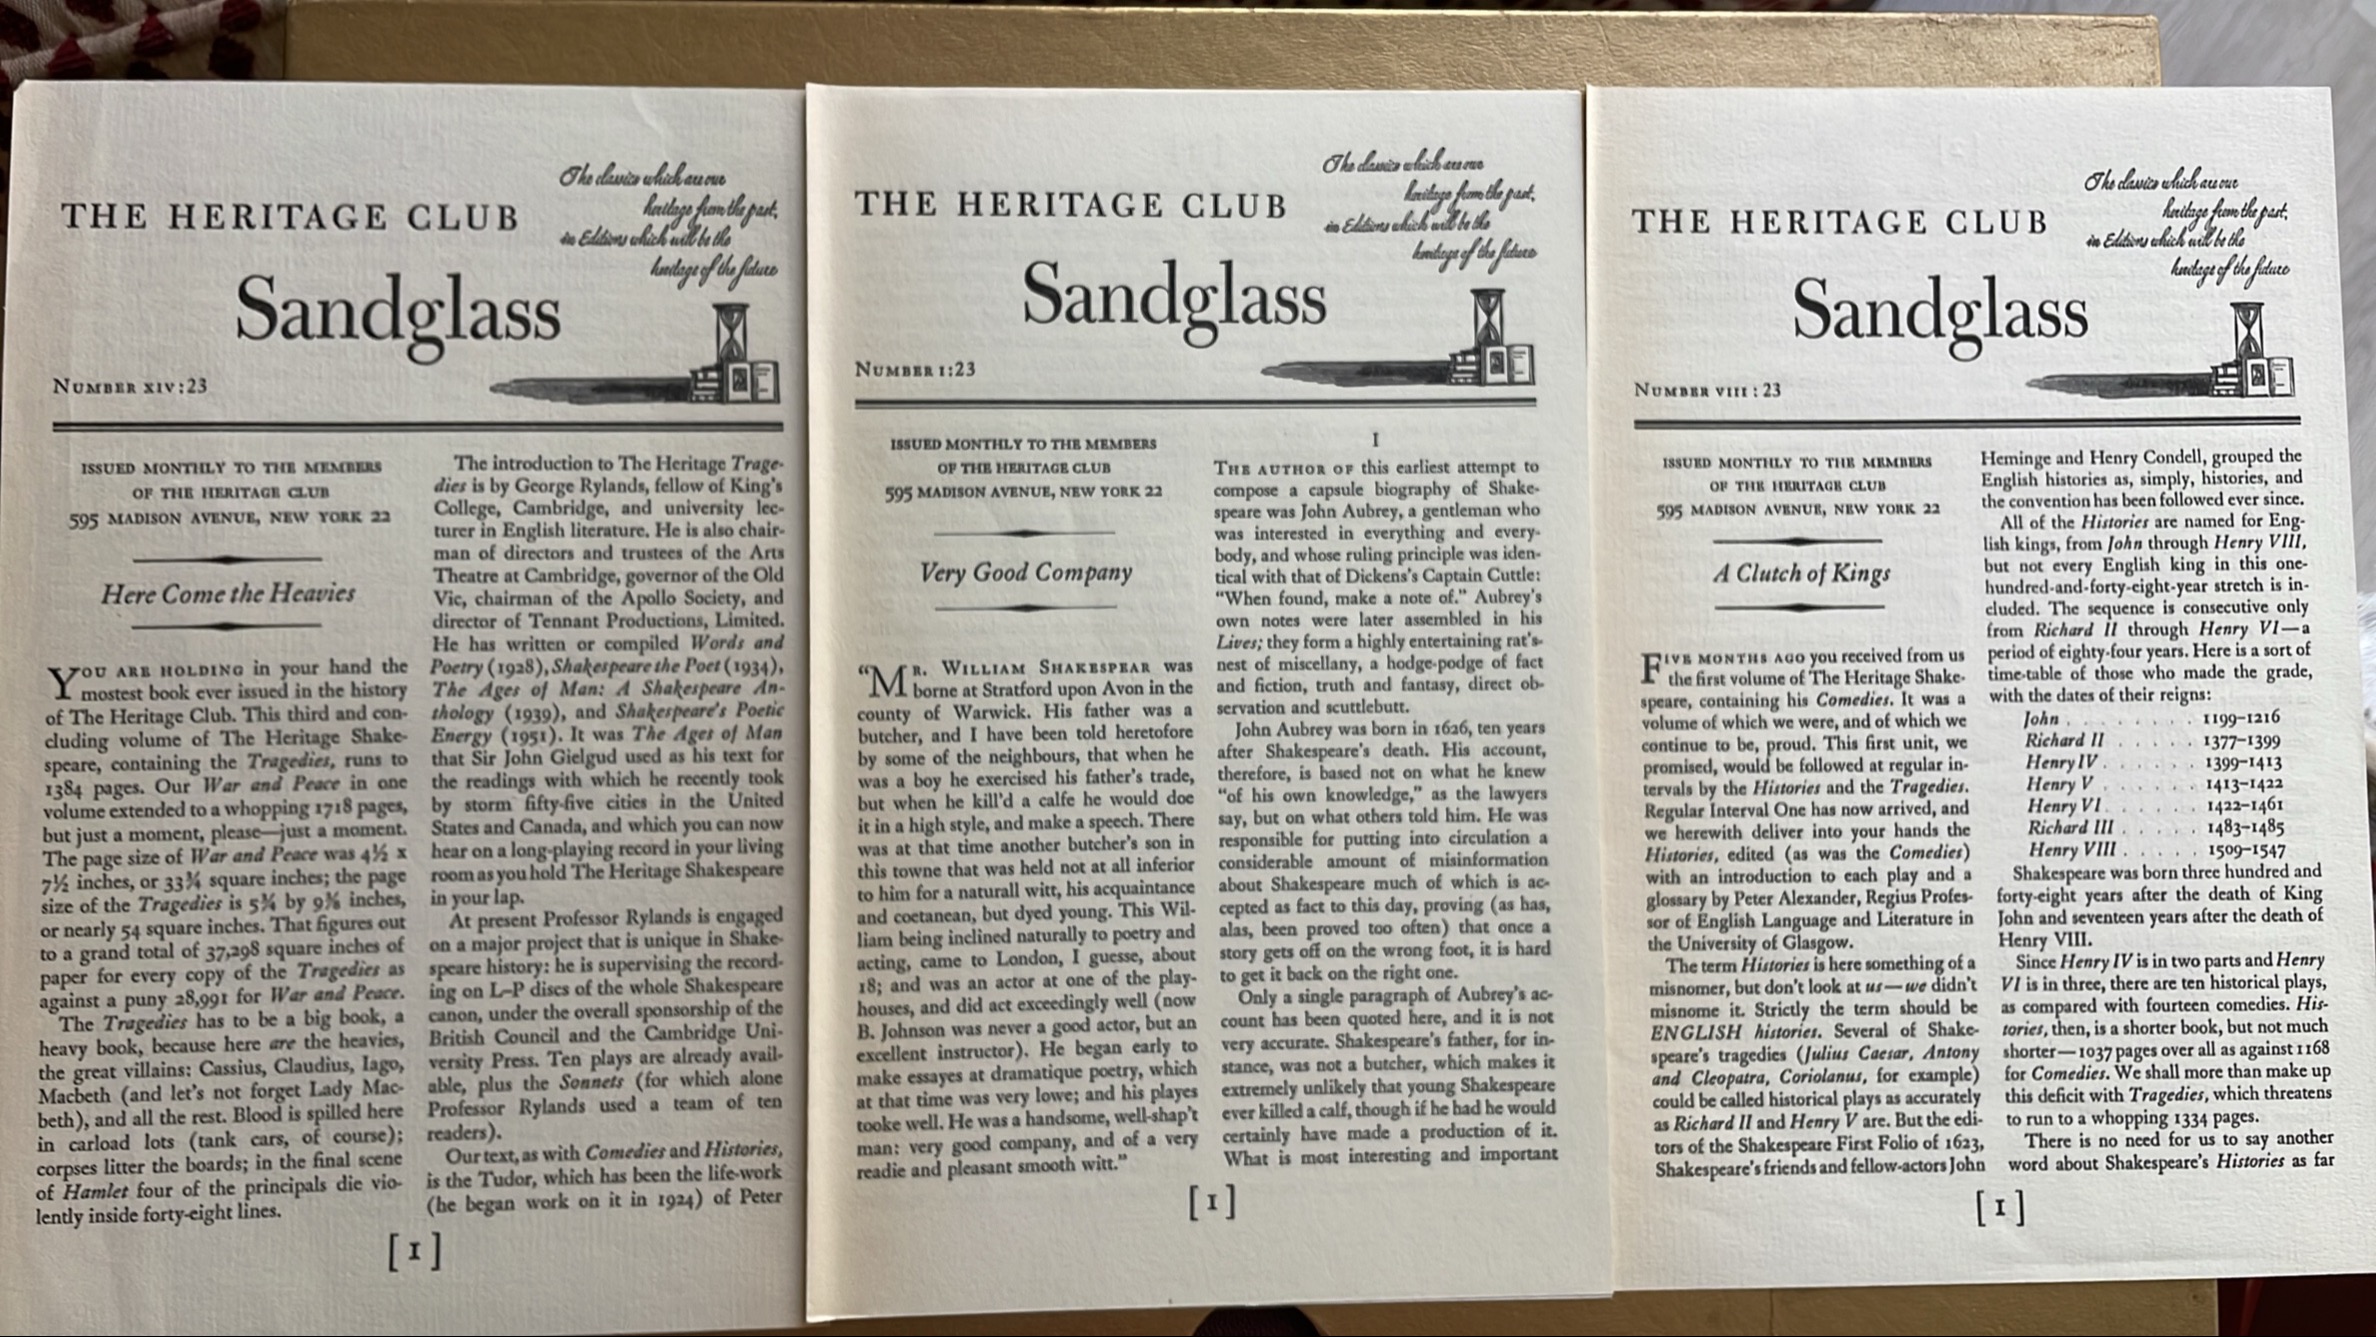 THE HERITAGE CLUB
The classics which are our
heritage from the past,
in Editions which will be the
heritage of the future
Sandglass
NUMBER XIV:23
ISSUED MONTHLY TO THE MEMBERS
OF THE HERITAGE CLUB
595 MADISON AVENUE, NEW YORK 22
Here Come the Heavies
YOU ARE HOLDING in your hand the
mostest book ever issued in the history
of The Heritage Club. This third and con-
cluding volume of The Heritage Shake-
speare, containing the Tragedies, runs to
1384 pages. Our War and Peace in one
volume extended to a whopping 1718 pages,
but just a moment, please—just a moment.
The page size of War and Peace was 4½ x
7½ inches, or 33¾ square inches; the page
size of the Tragedies is 5¾ by 9⅜ inches,
or nearly 54 square inches. That figures out
to a grand total of 37,298 square inches of
paper for every copy of the Tragedies as
against a puny 28,991 for War and Peace.
The Tragedies has to be a big book, a
heavy book, because here are the heavies,
the great villains: Cassius, Claudius, Iago,
Macbeth (and let's not forget Lady Mac-
beth), and all the rest. Blood is spilled here
in carload lots (tank cars, of course);
corpses litter the boards; in the final scene
of Hamlet four of the principals die vio-
lently inside forty-eight lines.
The introduction to The Heritage Trage-
dies is by George Rylands, fellow of King's
College, Cambridge, and university lec-
turer in English literature. He is also chair-
man of directors and trustees of the Arts
Theatre at Cambridge, governor of the Old
Vic, chairman of the Apollo Society, and
director of Tennant Productions, Limited.
He has written or compiled Words and
Poetry (1928), Shakespeare the Poet (1934),
The Ages of Man: A Shakespeare An-
thology (1939), and Shakespeare's Poetic
Energy (1951). It was The Ages of Man
that Sir John Gielgud used as his text for
the readings with which he recently took
by storm fifty-five cities in the United
States and Canada, and which you can now
hear on a long-playing record in your living
room as you hold The Heritage Shakespeare
in your lap.
At present Professor Rylands is engaged
on a major project that is unique in Shake-
speare history: he is supervising the record-
ing on L-P discs of the whole Shakespeare
canon, under the overall sponsorship of the
British Council and the Cambridge Uni-
versity Press. Ten plays are already avail-
able, plus the Sonnets (for which alone
Professor Rylands used a team of ten
readers).
Our text, as with Comedies and Histories,
is the Tudor, which has been the life-work
(he began work on it in 1924) of Peter
[1]
THE HERITAGE CLUB
The classics which are our
heritage from the past,
in Editions which will be the
heritage of the future
Sandglass
NUMBER I:23
ISSUED MONTHLY TO THE MEMBERS
OF THE HERITAGE CLUB
595 MADISON AVENUE, NEW YORK 22
Very Good Company
"MR. WILLIAM SHAKESPEAR was
borne at Stratford upon Avon in the
county of Warwick. His father was a
butcher, and I have been told heretofore
by some of the neighbours, that when he
was a boy he exercised his father's trade,
but when he kill'd a calfe he would doe
it in a high style, and make a speech. There
was at that time another butcher's son in
this towne that was held not at all inferior
to him for a naturall witt, his acquaintance
and coetanean, but dyed young. This Wil-
liam being inclined naturally to poetry and
acting, came to London, I guess, about
18; and was an actor at one of the play-
houses, and did act exceedingly well (now
B. Johnson was never a good actor, but an
excellent instructor). He began early to
make essayes at dramatique poetry, which
at that time was very lowe; and his playes
tooke well. He was a handsome, well-shap't
man: very good company, and of a very
readie and pleasant smooth witt."
I
THE AUTHOR OF this earliest attempt to
compose a capsule biography of Shake-
speare was John Aubrey, a gentleman who
was interested in everything and every-
body, and whose ruling principle was iden-
tical with that of Dickens's Captain Cuttle:
"When found, make a note of." Aubrey's
own notes were later assembled in his
Lives; they form a highly entertaining rat's-
nest of miscellany, a hodge-podge of fact
and fiction, truth and fantasy, direct ob-
servation and scuttlebutt.
John Aubrey was born in 1626, ten years
after Shakespeare's death. His account,
therefore, is based not on what he knew
"of his own knowledge," as the lawyers
say, but on what others told him. He was
responsible for putting into circulation a
considerable amount of misinformation
about Shakespeare much of which is ac-
cepted as fact to this day, proving (as has,
alas, been proved too often) that once a
story gets off on the wrong foot, it is hard
to get it back on the right one.
Only a single paragraph of Aubrey's ac-
count has been quoted here, and it is not
very accurate. Shakespeare's father, for in-
stance, was not a butcher, which makes it
extremely unlikely that young Shakespeare
ever killed a calf, though if he had he would
certainly have made a production of it.
What is most interesting and important
[1]
THE HERITAGE CLUB
The classics which are our
heritage from the past,
in Editions which will be the
heritage of the future
Sandglass
NUMBER VIII:23
ISSUED MONTHLY TO THE MEMBERS
OF THE HERITAGE CLUB
595 MADISON AVENUE, NEW YORK 22
A Clutch of Kings
FIVE MONTHS AGO you received from us
the first volume of The Heritage Shake-
speare, containing his Comedies. It was a
volume of which we were, and of which we
continue to be, proud. This first unit, we
promised, would be followed at regular in-
tervals by the Histories and the Tragedies.
Regular Interval One has now arrived, and
we herewith deliver into your hands the
Histories, edited (as was the Comedies)
with an introduction to each play and a
glossary by Peter Alexander, Regius Profes-
sor of English Language and Literature in
the University of Glasgow.
The term Histories is here something of a
misnomer, but don't look at us—we didn't
misnome it. Strictly the term should be
ENGLISH histories. Several of Shake-
speare's tragedies (Julius Caesar, Antony
and Cleopatra, Coriolanus, for example)
could be called historical plays as accurately
as Richard II and Henry V are. But the edi-
tors of the Shakespeare First Folio of 1623,
Shakespeare's friends and fellow-actors John
Heminge and Henry Condell, grouped the
English histories as, simply, histories, and
the convention has been followed ever since.
All of the Histories are named for Eng-
lish kings, from John through Henry VIII,
but not every English king in this one-
hundred-and-forty-eight-year stretch is in-
cluded. The sequence is consecutive only
from Richard II through Henry VI—a
period of eighty-four years. Here is a sort of
time-table of those who made the grade,
with the dates of their reigns:
John . . . . . . . . 1199–1216
Richard II . . . . . 1377–1399
Henry IV . . . . . . 1399–1413
Henry V . . . . . . 1413–1422
Henry VI . . . . . . 1422–1461
Richard III . . . . . 1483–1485
Henry VIII . . . . . 1509–1547
Shakespeare was born three hundred and
forty-eight years after the death of King
John and seventeen years after the death of
Henry VIII.
Since Henry IV is in two parts and Henry
VI is in three, there are ten historical plays,
as compared with fourteen comedies. His-
tories, then, is a shorter book, but not much
shorter—1037 pages over all as against 1168
for Comedies. We shall more than make up
this deficit with Tragedies, which threatens
to run to a whopping 1334 pages.
There is no need for us to say another
word about Shakespeare's Histories as far
[1]